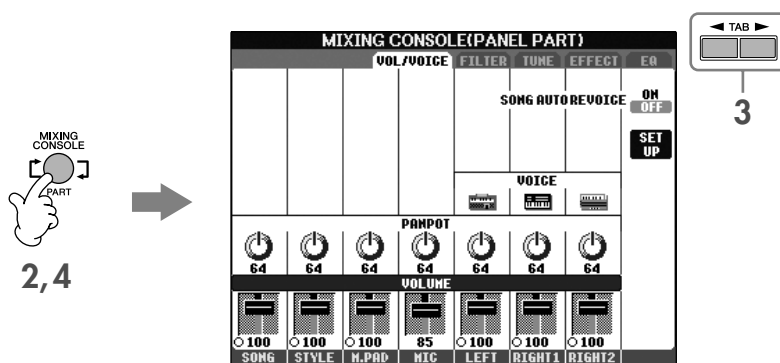 MIXING CONSOLE(PANEL PART)
◄ TAB ►
VOL/VOICE FILTER TUNE EFFECT EQ
SONG AUTO REVOICE ON
OFF
3
SET
UP
MIXING
CONSOLE
PART
2,4
VOICE
PANPOT
64 64 64 64 64 64 64
VOLUME
100 100 100 85 100 100 100
SONG STYLE M.PAD MIC LEFT RIGHT1 RIGHT2